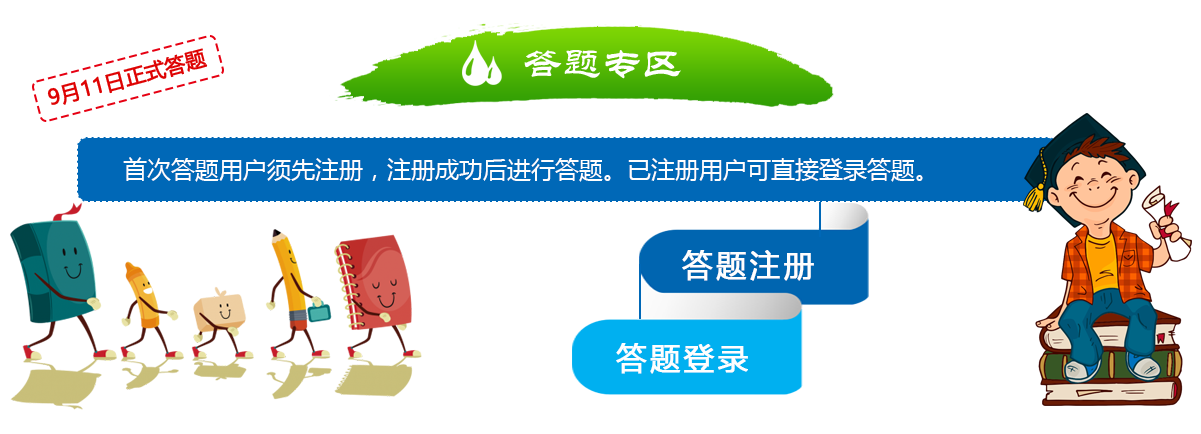 答题专区
9月11日正式答题
首次答题用户须先注册，注册成功后进行答题。已注册用户可直接登录答题。
答题注册
答题登录